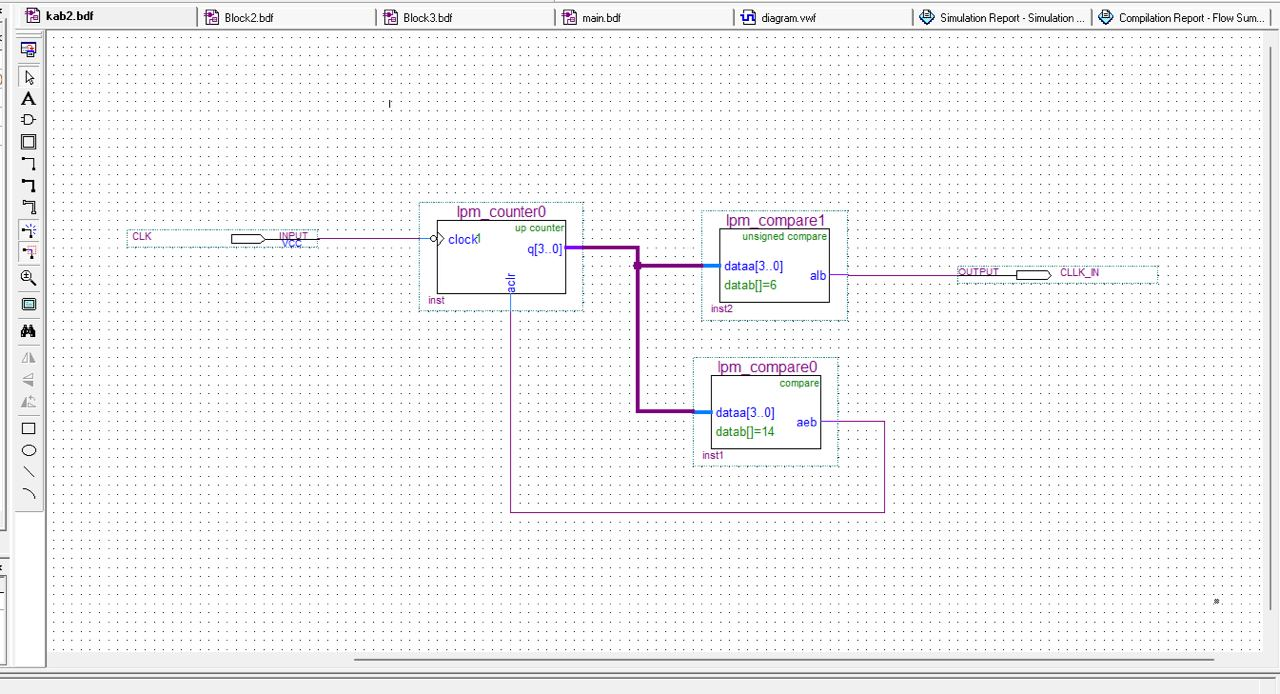 kab2.bdf
Block2.bdf
Block3.bdf
main.bdf
diagram.vwf
Simulation Report - Simulation ...
Compilation Report - Flow Sum...
lpm_counter0
up counter
clock
q[3..0]
aclr
inst
CLK
INPUT
VCC
lpm_compare1
unsigned compare
dataa[3..0]
alb
datab[]=6
inst2
OUTPUT
CLLK_IN
lpm_compare0
compare
dataa[3..0]
aeb
datab[]=14
inst1